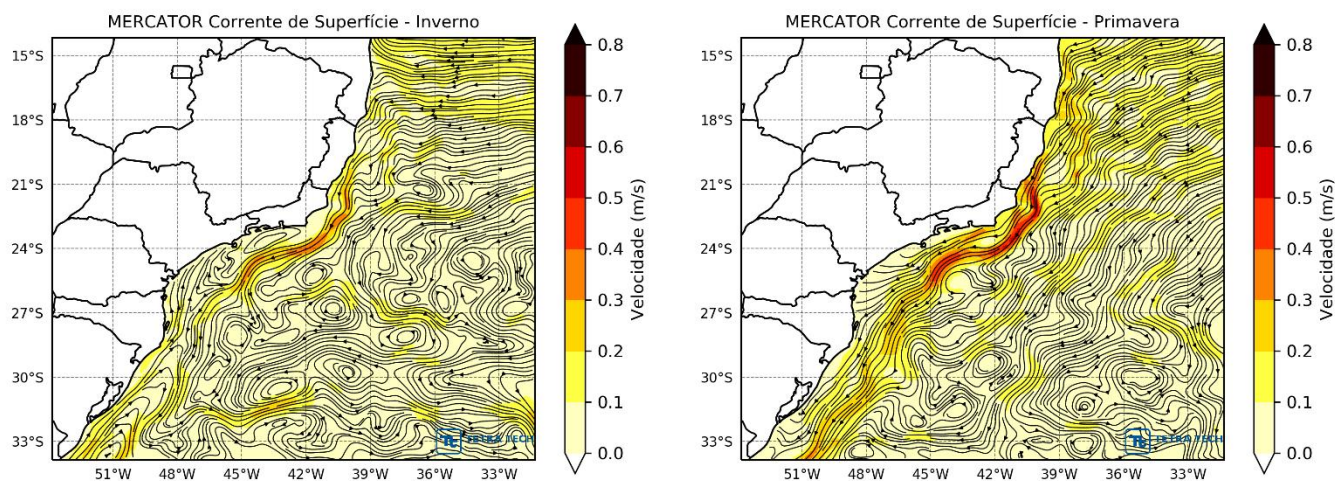 MERCATOR Corrente de Superfície - Inverno
15°S
18°S
21°S
24°S
27°S
30°S
33°S
51°W
48°W
45°W
42°W
39°W
36°W
33°W
0.8
0.7
0.6
0.5
0.4
0.3
0.2
0.1
0.0
Velocidade (m/s)
TETRA TECH
MERCATOR Corrente de Superfície - Primavera
15°S
18°S
21°S
24°S
27°S
30°S
33°S
51°W
48°W
45°W
42°W
39°W
36°W
33°W
0.8
0.7
0.6
0.5
0.4
0.3
0.2
0.1
0.0
Velocidade (m/s)
TETRA TECH